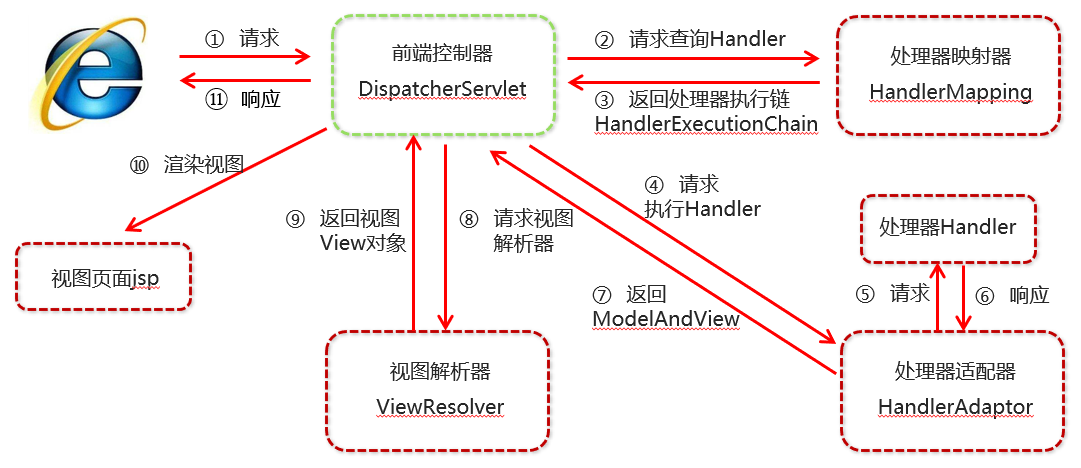 ① 请求
⑪ 响应
前端控制器
DispatcherServlet
② 请求查询Handler
③ 返回处理器执行链
HandlerExecutionChain
处理器映射器
HandlerMapping
⑩ 渲染视图
④ 请求
执行Handler
⑨ 返回视图
View对象
⑧ 请求视图
解析器
处理器Handler
视图页面jsp
⑦ 返回
ModelAndView
⑤ 请求
⑥ 响应
视图解析器
ViewResolver
处理器适配器
HandlerAdaptor